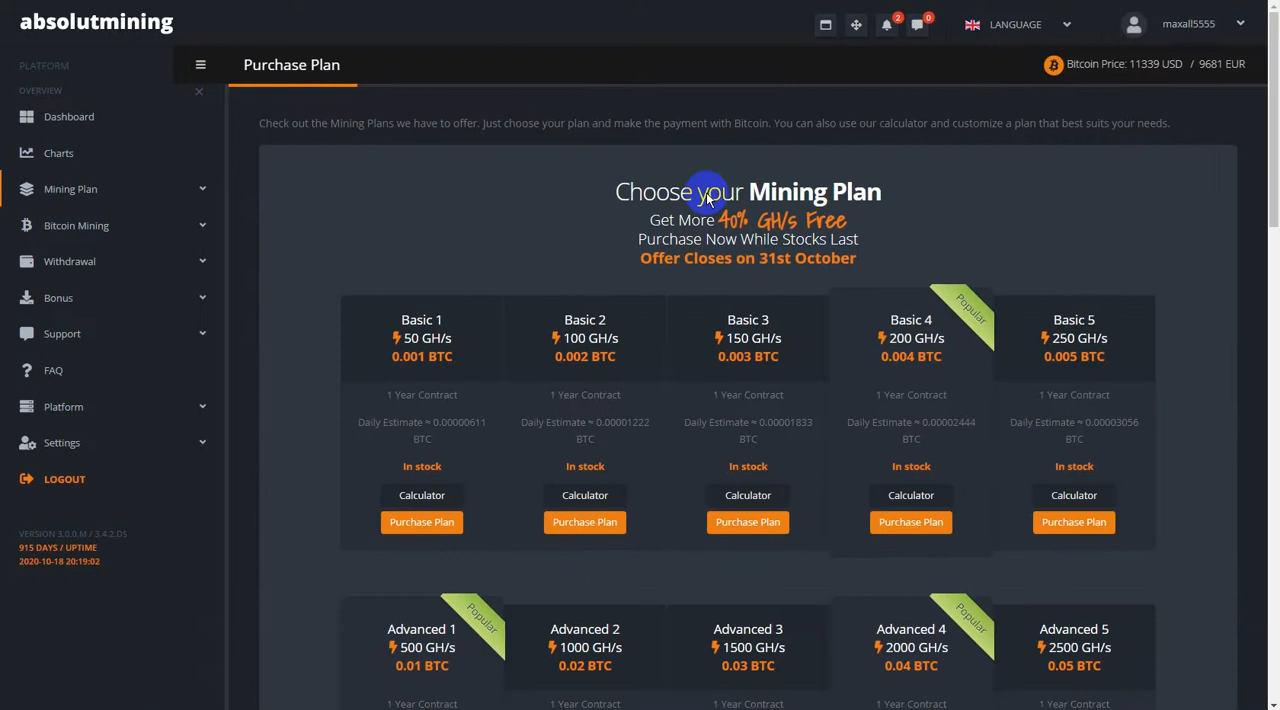 absolutmining
2
0
LANGUAGE
maxall5555
PLATFORM
Purchase Plan
Bitcoin Price: 11339 USD / 9681 EUR
OVERVIEW
Dashboard
Charts
Mining Plan
Bitcoin Mining
Withdrawal
Bonus
Support
FAQ
Platform
Settings
LOGOUT
VERSION 3.0.0.M / 3.4.2.DS
915 DAYS / UPTIME
2020-10-18 20:19:02
Check out the Mining Plans we have to offer. Just choose your plan and make the payment with Bitcoin. You can also use our calculator and customize a plan that best suits your needs.
Choose your Mining Plan
Get More 40% GH/s Free
Purchase Now While Stocks Last
Offer Closes on 31st October
Basic 1
50 GH/s
0.001 BTC
1 Year Contract
Daily Estimate ≈ 0.00000611
BTC
In stock
Calculator
Purchase Plan
Basic 2
100 GH/s
0.002 BTC
1 Year Contract
Daily Estimate ≈ 0.00001222
BTC
In stock
Calculator
Purchase Plan
Basic 3
150 GH/s
0.003 BTC
1 Year Contract
Daily Estimate ≈ 0.00001833
BTC
In stock
Calculator
Purchase Plan
Popular
Basic 4
200 GH/s
0.004 BTC
1 Year Contract
Daily Estimate ≈ 0.00002444
BTC
In stock
Calculator
Purchase Plan
Basic 5
250 GH/s
0.005 BTC
1 Year Contract
Daily Estimate ≈ 0.00003056
BTC
In stock
Calculator
Purchase Plan
Popular
Advanced 1
500 GH/s
0.01 BTC
1 Year Contract
Advanced 2
1000 GH/s
0.02 BTC
1 Year Contract
Advanced 3
1500 GH/s
0.03 BTC
1 Year Contract
Popular
Advanced 4
2000 GH/s
0.04 BTC
1 Year Contract
Advanced 5
2500 GH/s
0.05 BTC
1 Year Contract